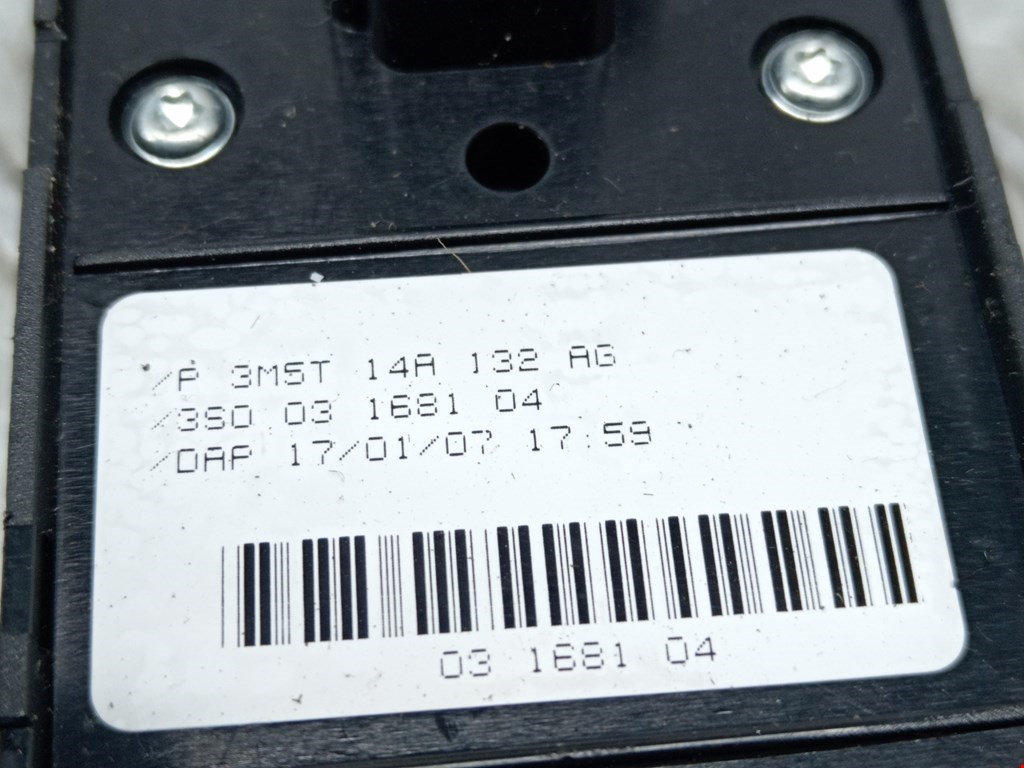 /P 3M5T 14A 132 AG
/3S0 03 1681 04
/DAP 17/01/07 17:59
03 1681 04